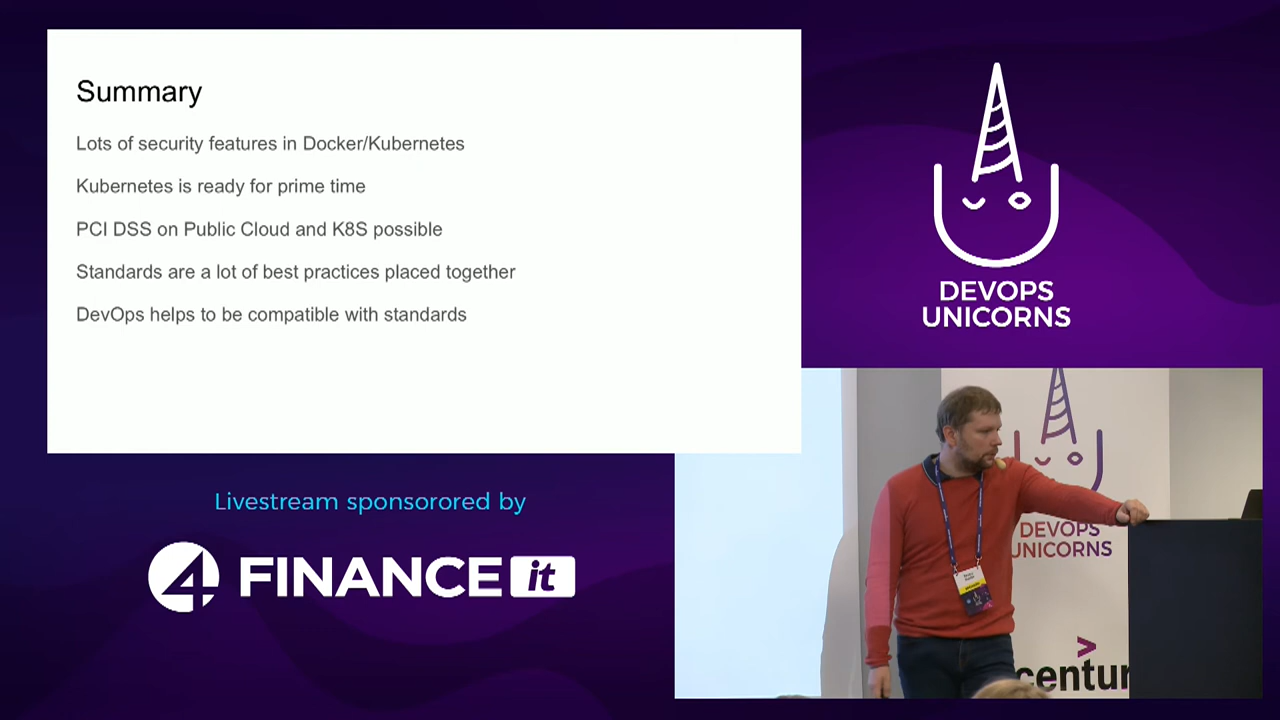 Summary
Lots of security features in Docker/Kubernetes
Kubernetes is ready for prime time
PCI DSS on Public Cloud and K8S possible
Standards are a lot of best practices placed together
DevOps helps to be compatible with standards
DEVOPS
UNICORNS
Livestream sponsorored by
4FINANCE it
DEVOPS
UNICORNS
centur